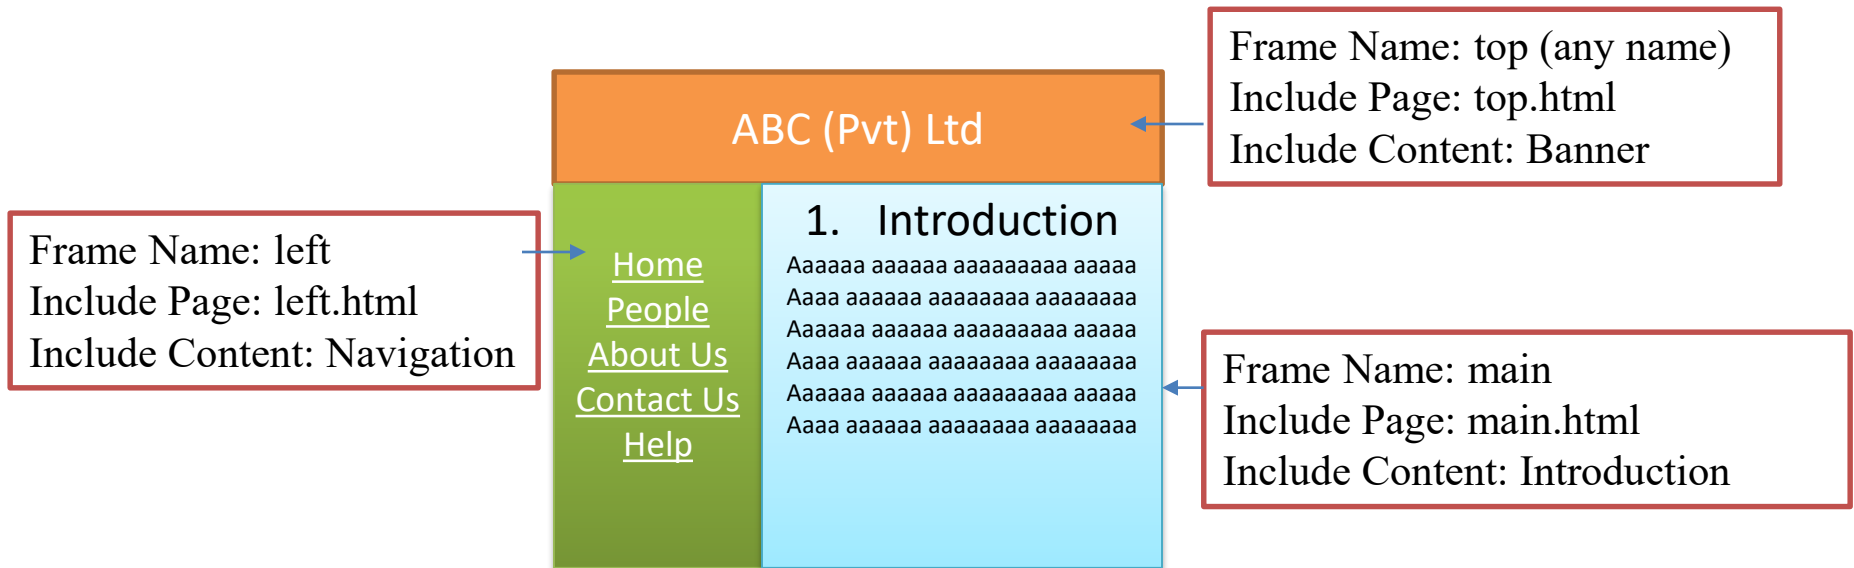 Frame Name: top (any name)
Include Page: top.html
Include Content: Banner
ABC (Pvt) Ltd
Frame Name: left
Include Page: left.html
Include Content: Navigation
Home
People
About Us
Contact Us
Help
1. Introduction
Aaaaaa aaaaaa aaaaaaaaa aaaaa
Aaaa aaaaaa aaaaaaaa aaaaaaaa
Aaaaaa aaaaaa aaaaaaaaa aaaaa
Aaaa aaaaaa aaaaaaaa aaaaaaaa
Aaaaaa aaaaaa aaaaaaaaa aaaaa
Aaaa aaaaaa aaaaaaaa aaaaaaaa
Frame Name: main
Include Page: main.html
Include Content: Introduction